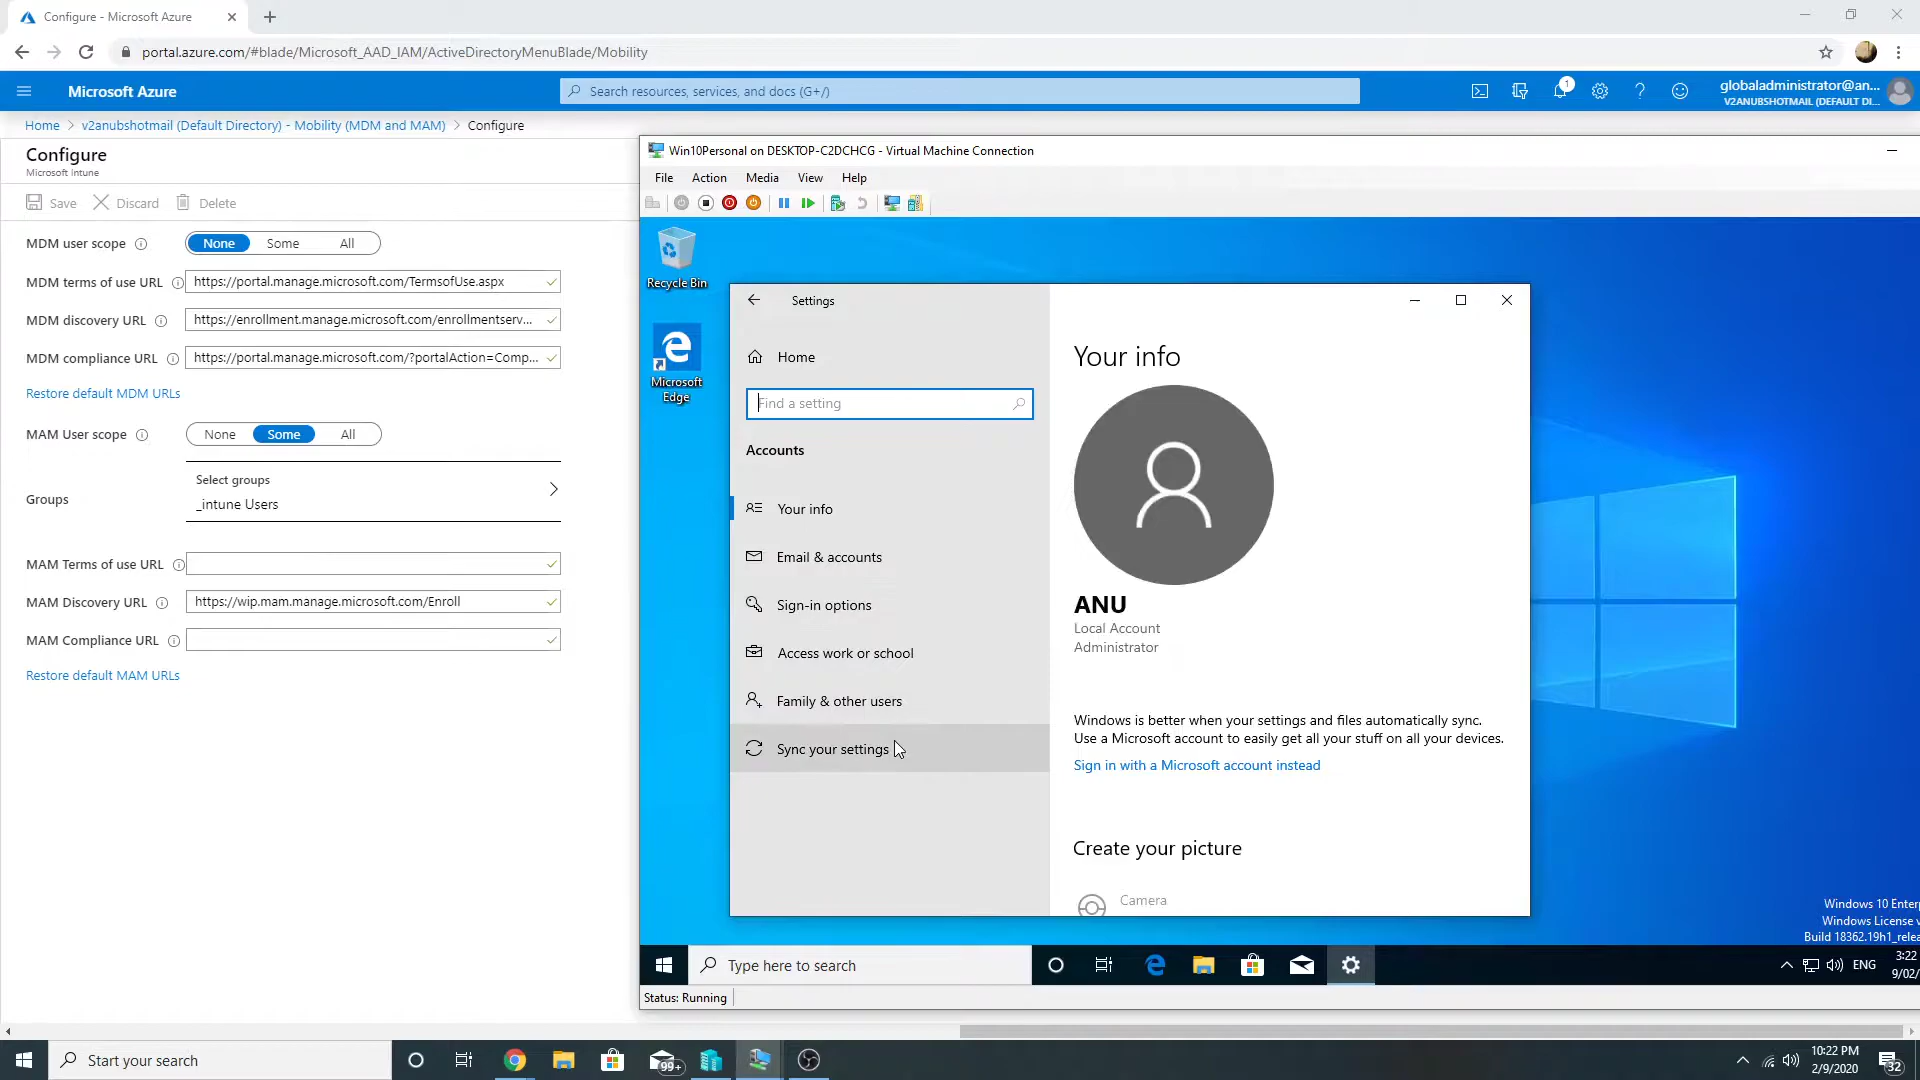 Configure - Microsoft Azure
portal.azure.com/#blade/Microsoft_AAD_IAM/ActiveDirectoryMenuBlade/Mobility
Microsoft Azure
Search resources, services, and docs (G+/)
1
globaladministrator@an...
V2ANUBSHOTMAIL (DEFAULT DI...
Home > v2anubshotmail (Default Directory) - Mobility (MDM and MAM) > Configure
Configure
Microsoft Intune
Save Discard Delete
MDM user scope None Some All
MDM terms of use URL https://portal.manage.microsoft.com/TermsofUse.aspx
MDM discovery URL https://enrollment.manage.microsoft.com/enrollmentserv...
MDM compliance URL https://portal.manage.microsoft.com/?portalAction=Comp...
Restore default MDM URLs
MAM User scope None Some All
Groups
Select groups
_intune Users
MAM Terms of use URL
MAM Discovery URL https://wip.mam.manage.microsoft.com/Enroll
MAM Compliance URL
Restore default MAM URLs
Win10Personal on DESKTOP-C2DCHCG - Virtual Machine Connection
File Action Media View Help
Recycle Bin
Microsoft
Edge
Settings
Home
Find a setting
Accounts
Your info
Email & accounts
Sign-in options
Access work or school
Family & other users
Sync your settings
Your info
ANU
Local Account
Administrator
Windows is better when your settings and files automatically sync.
Use a Microsoft account to easily get all your stuff on all your devices.
Sign in with a Microsoft account instead
Create your picture
Camera
Windows 10 Enter
Windows License v
Build 18362.19h1_relea
Type here to search
ENG
3:22
9/02/
Status: Running
Start your search
99+
10:22 PM
2/9/2020
32